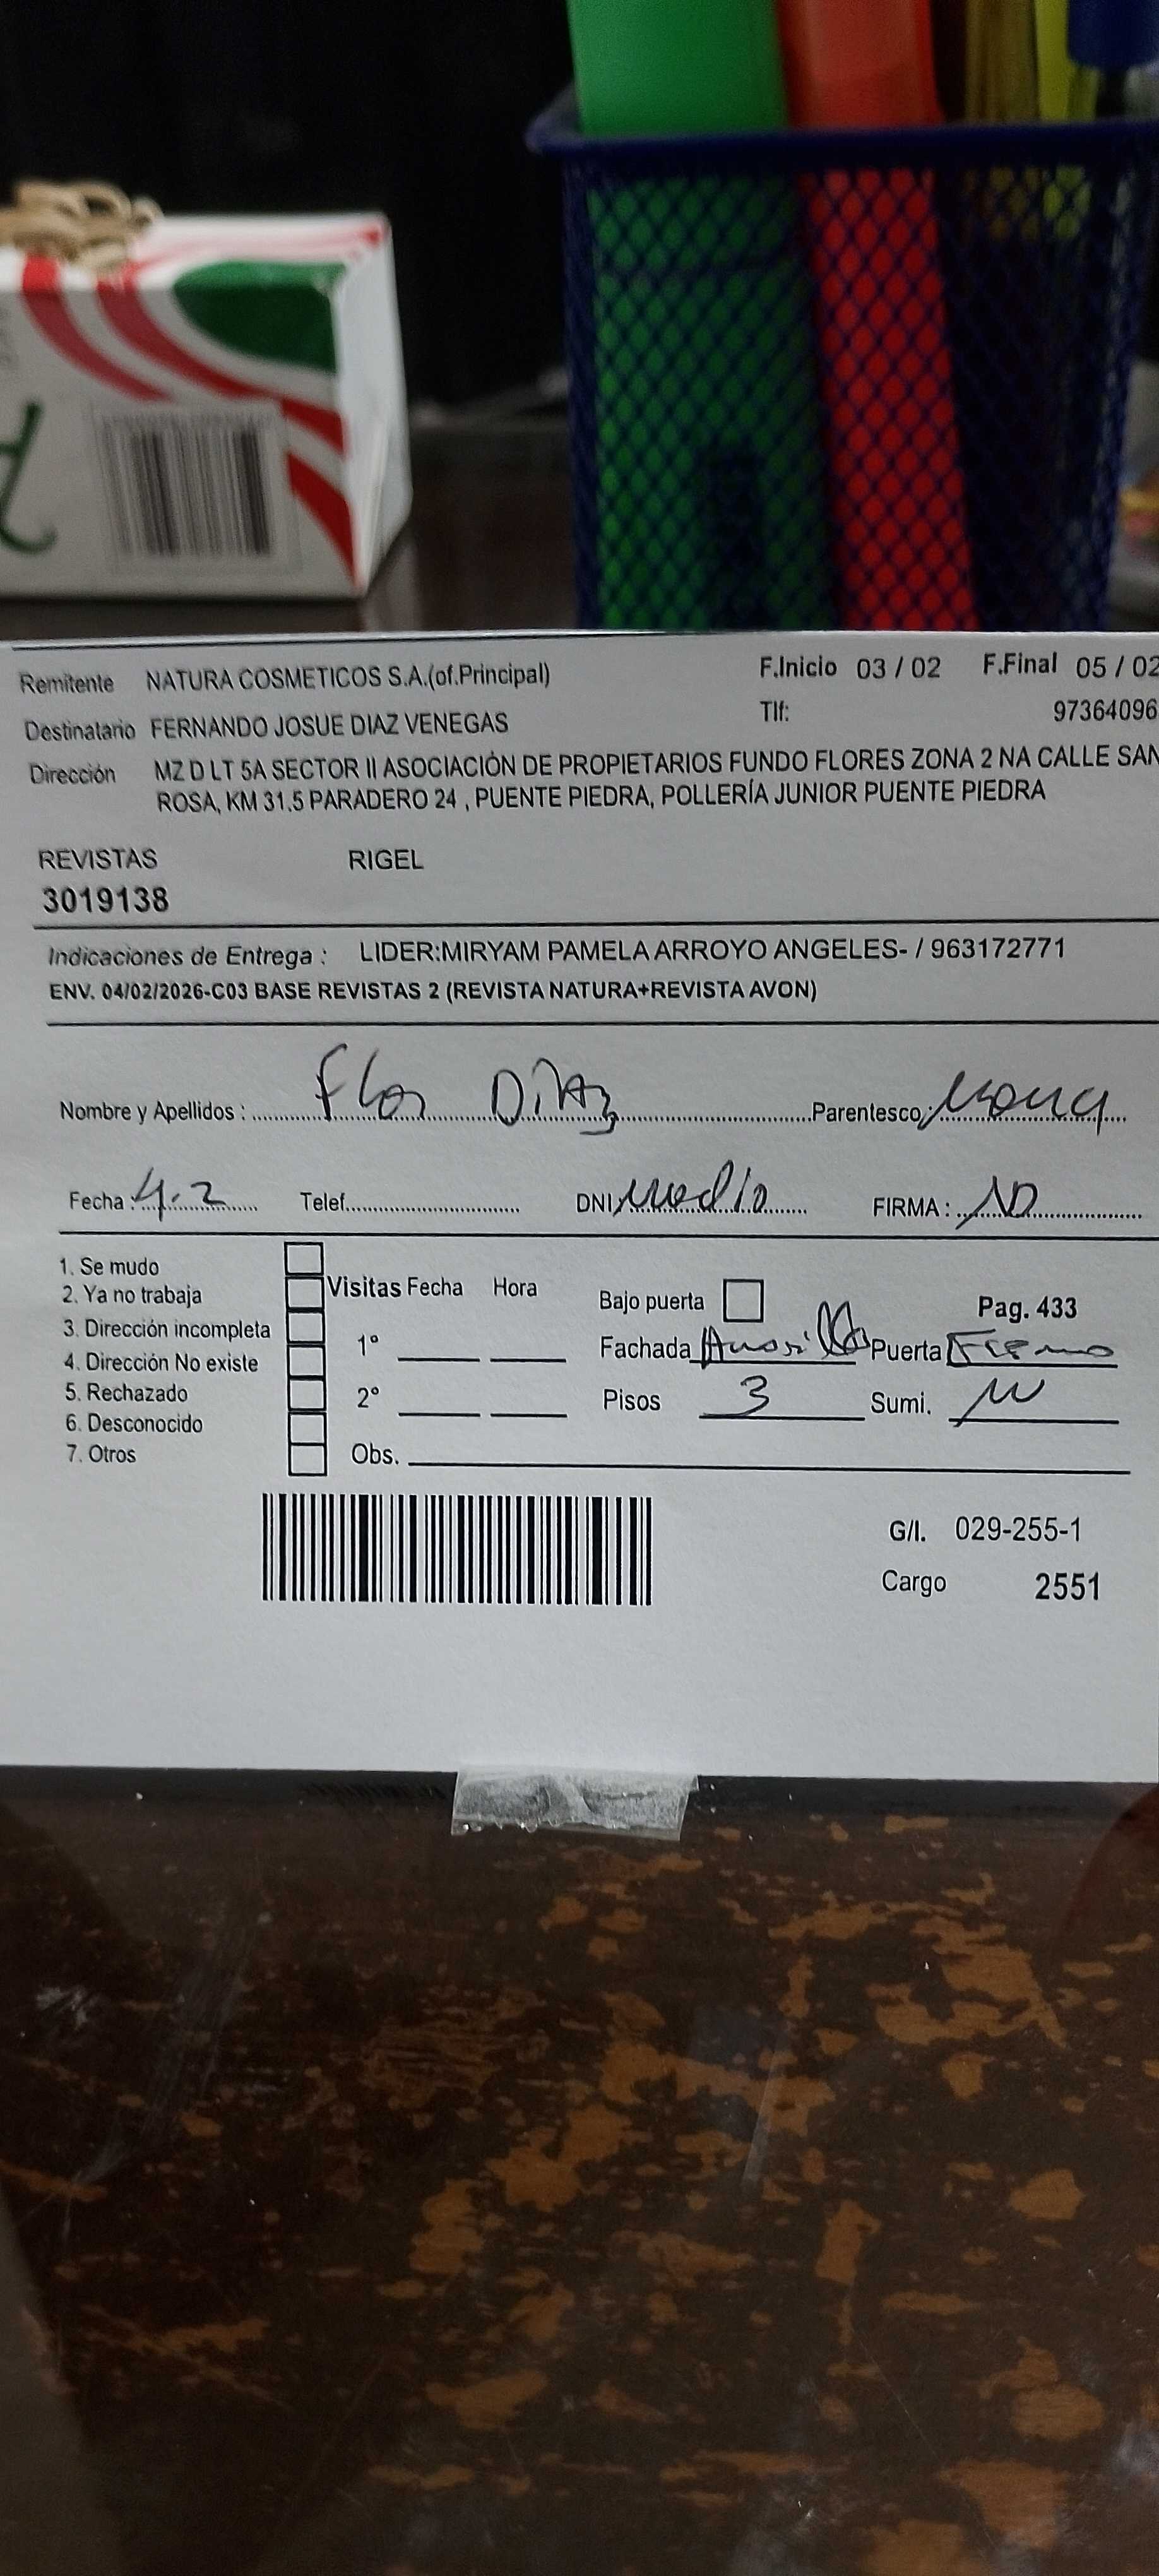 Remitente NATURA COSMETICOS S.A.(of.Principal) F.Inicio 03 / 02 F.Final 05 / 02
Destinatario FERNANDO JOSUE DIAZ VENEGAS Tlf: 97364096
Dirección MZ D LT 5A SECTOR II ASOCIACIÓN DE PROPIETARIOS FUNDO FLORES ZONA 2 NA CALLE SAN
ROSA, KM 31.5 PARADERO 24 , PUENTE PIEDRA, POLLERÍA JUNIOR PUENTE PIEDRA
REVISTAS RIGEL
3019138
Indicaciones de Entrega : LIDER:MIRYAM PAMELA ARROYO ANGELES- / 963172771
ENV. 04/02/2026-C03 BASE REVISTAS 2 (REVISTA NATURA+REVISTA AVON)
Nombre y Apellidos : Flor Diaz Parentesco
Fecha : 4.2 Telef. DNI FIRMA : ND
1. Se mudo
2. Ya no trabaja Visitas Fecha Hora Bajo puerta Pag. 433
3. Dirección incompleta 1° Fachada Puerta
4. Dirección No existe
5. Rechazado 2° Pisos 3 Sumi.
6. Desconocido
7. Otros Obs.
G/I. 029-255-1
Cargo 2551